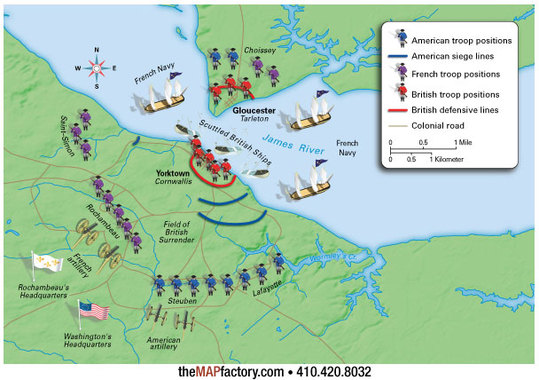 N
W
E
S
French Navy
Choissey
Gloucester
Tarleton
American troop positions
American siege lines
French troop positions
British troop positions
British defensive lines
Colonial road
0 .5 1 Mile
0 .5 1 Kilometer
Scuttled British Ships
James River
French
Navy
Saint-Simon
Yorktown
Cornwallis
Rochambeau
Field of
British
Surrender
French
artillery
Wormley's Cr.
Rochambeau's
Headquarters
Steuben
Lafayette
Washington's
Headquarters
American
artillery
theMAPfactory.com • 410.420.8032